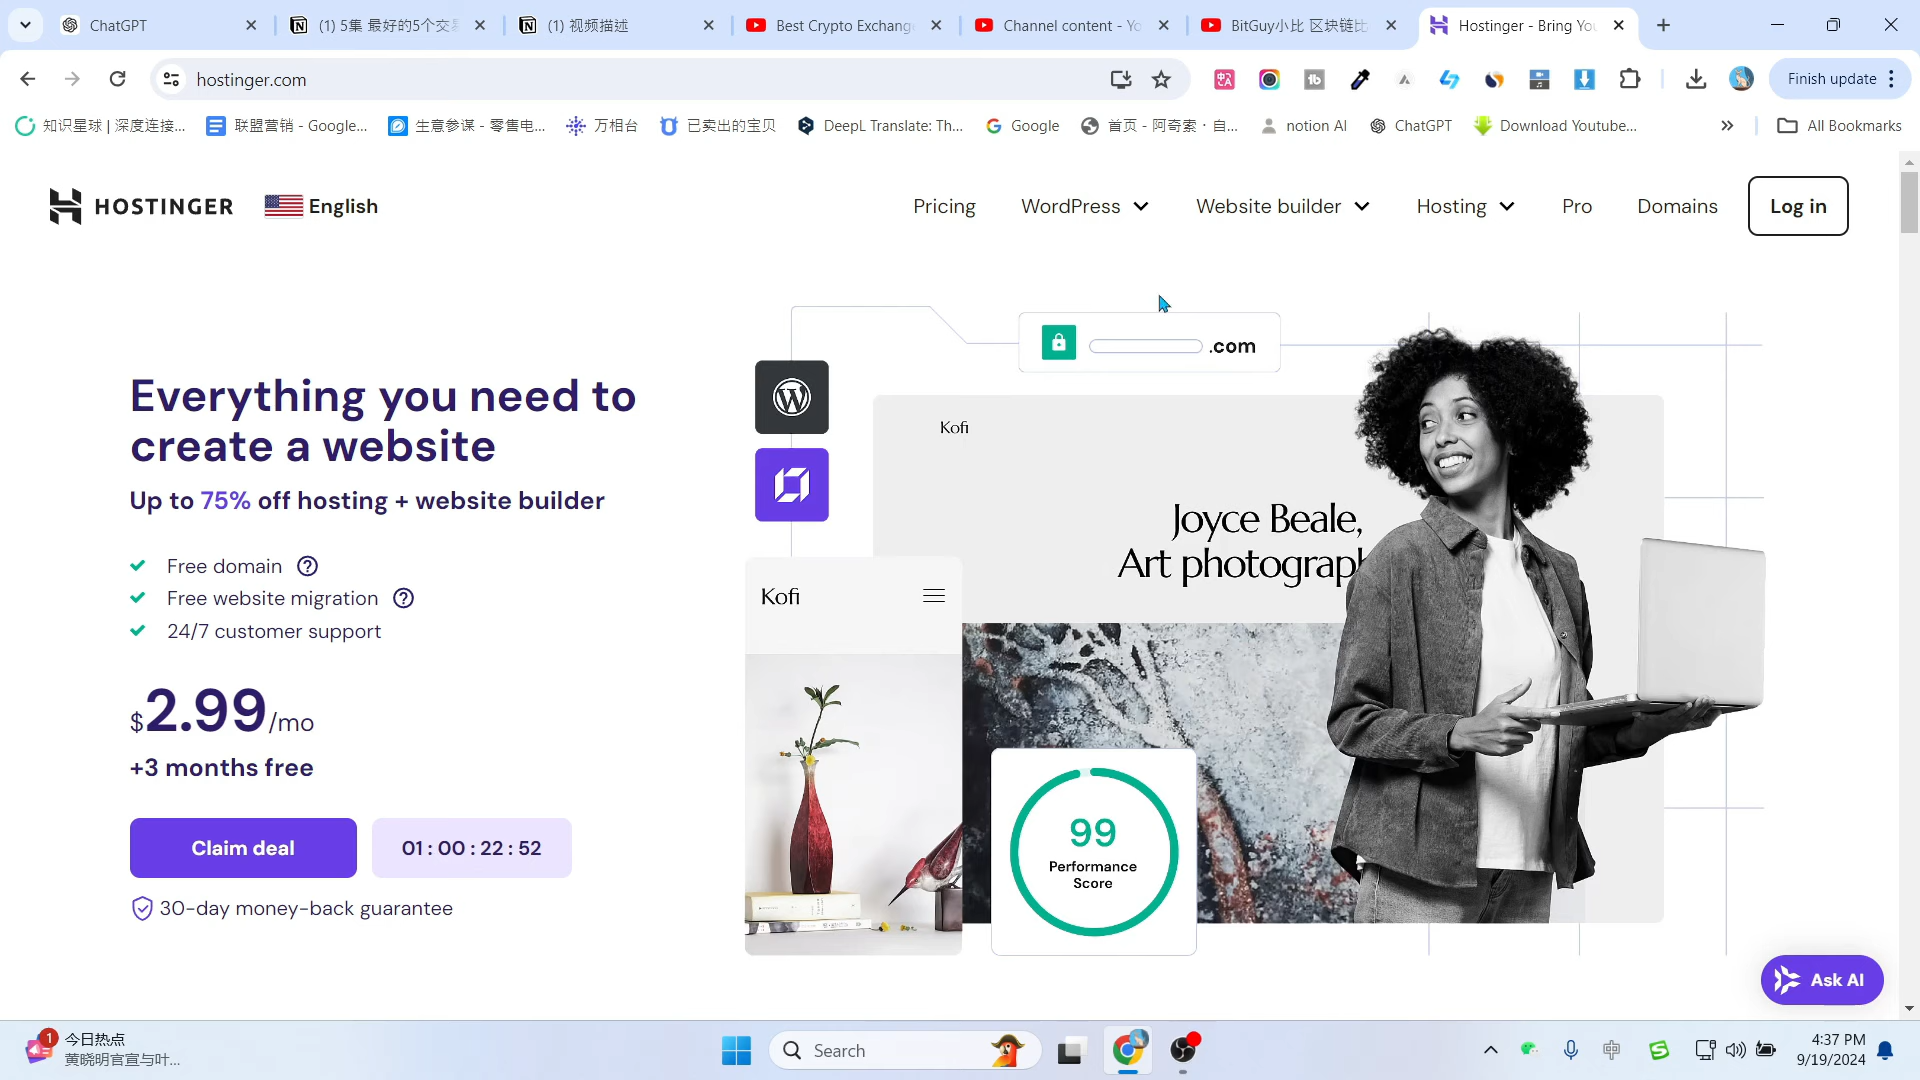 ChatGPT
(1) 5集 最好的5个交易
(1) 视频描述
Best Crypto Exchang
Channel content - Yo
BitGuy小比 区块链比
Hostinger - Bring You
hostinger.com
Finish update
知识星球 | 深度连接...
联盟营销 - Google...
生意参谋 - 零售电...
万相台
已卖出的宝贝
DeepL Translate: Th...
Google
首页 - 阿奇索 · 自...
notion AI
ChatGPT
Download Youtube...
All Bookmarks
HOSTINGER
English
Pricing
WordPress
Website builder
Hosting
Pro
Domains
Log in
.com
Kofi
Everything you need to
create a website
Up to 75% off hosting + website builder
Joyce Beale,
Art photograph
Free domain
Free website migration
24/7 customer support
Kofi
$2.99/mo
+3 months free
99
Performance
Score
Claim deal
01 : 00 : 22 : 52
30-day money-back guarantee
Ask AI
1
今日热点
黄晓明官宣与叶...
Search
中
4:37 PM
9/19/2024